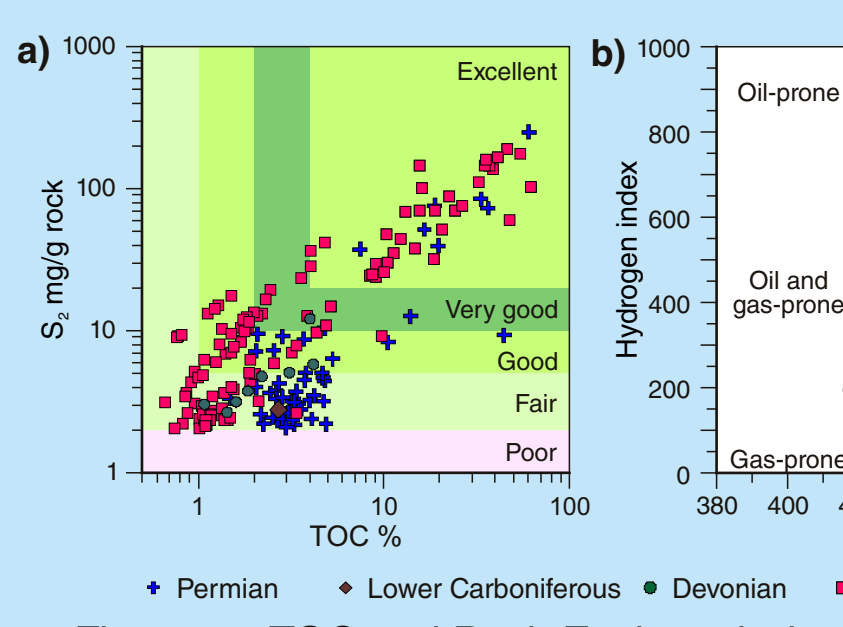 a)
1000
100
10
1
S2 mg/g rock
Excellent
Very good
Good
Fair
Poor
1
10
100
TOC %
b)
1000
800
600
400
200
0
Hydrogen index
Oil-prone
Oil and
gas-prone
Gas-prone
380
400
Permian
Lower Carboniferous
Devonian